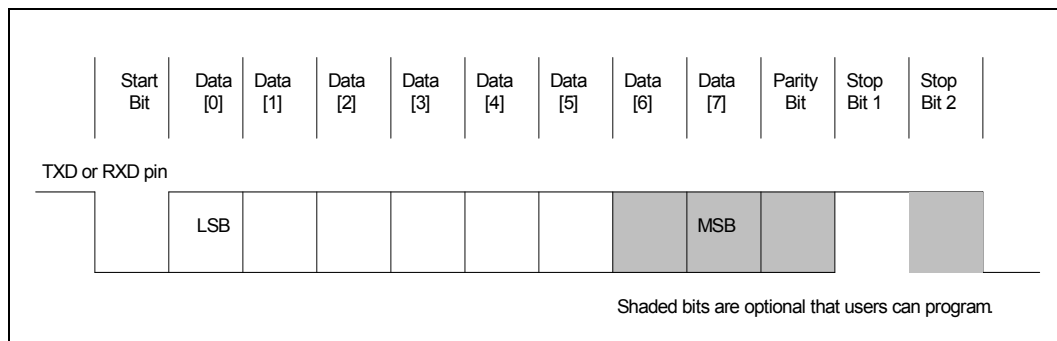 Start Data Data Data Data Data Data Data Data Parity Stop Stop
Bit [0] [1] [2] [3] [4] [5] [6] [7] Bit Bit 1 Bit 2
TXD or RXD pin
LSB MSB
Shaded bits are optional that users can program.